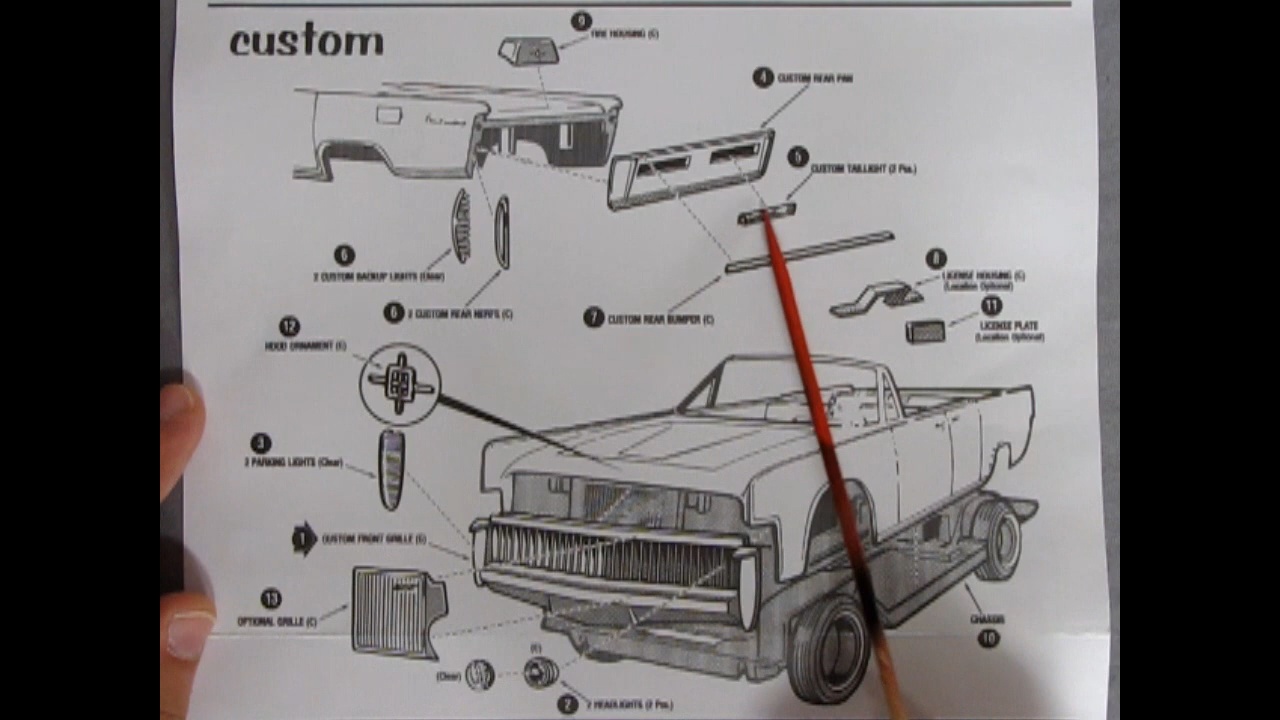 custom
9
TIRE HOUSING (C)
4
CUSTOM REAR PAN
5
CUSTOM TAILLIGHT (2 Pcs.)
6
2 CUSTOM BACKUP LIGHTS (Clear)
6
2 CUSTOM REAR NERFS (C)
7
CUSTOM REAR BUMPER (C)
8
LICENSE HOUSING (C)
(Location Optional)
11
LICENSE PLATE
(Location Optional)
12
HOOD ORNAMENT (C)
3
2 PARKING LIGHTS (Clear)
1
CUSTOM FRONT GRILLE (C)
13
OPTIONAL GRILLE (C)
CHASSIS
10
(Clear)
(C)
2
2 HEADLIGHTS (2 Pcs.)